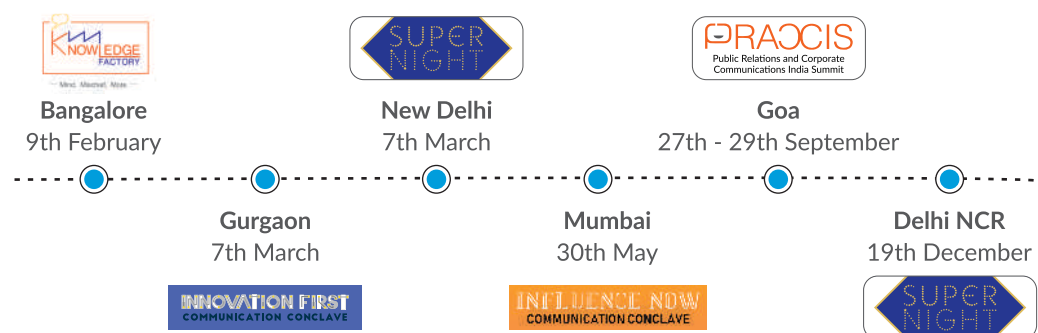 KNOWLEDGE
FACTORY
Bangalore
9th February
Gurgaon
7th March
INNOVATION FIRST
COMMUNICATION CONCLAVE
SUPER
NIGHT
New Delhi
7th March
Mumbai
30th May
INFLUENCE NOW
COMMUNICATION CONCLAVE
PRAXIS
Public Relations and Corporate
Communications India Summit
Goa
27th - 29th September
Delhi NCR
19th December
SUPER
NIGHT